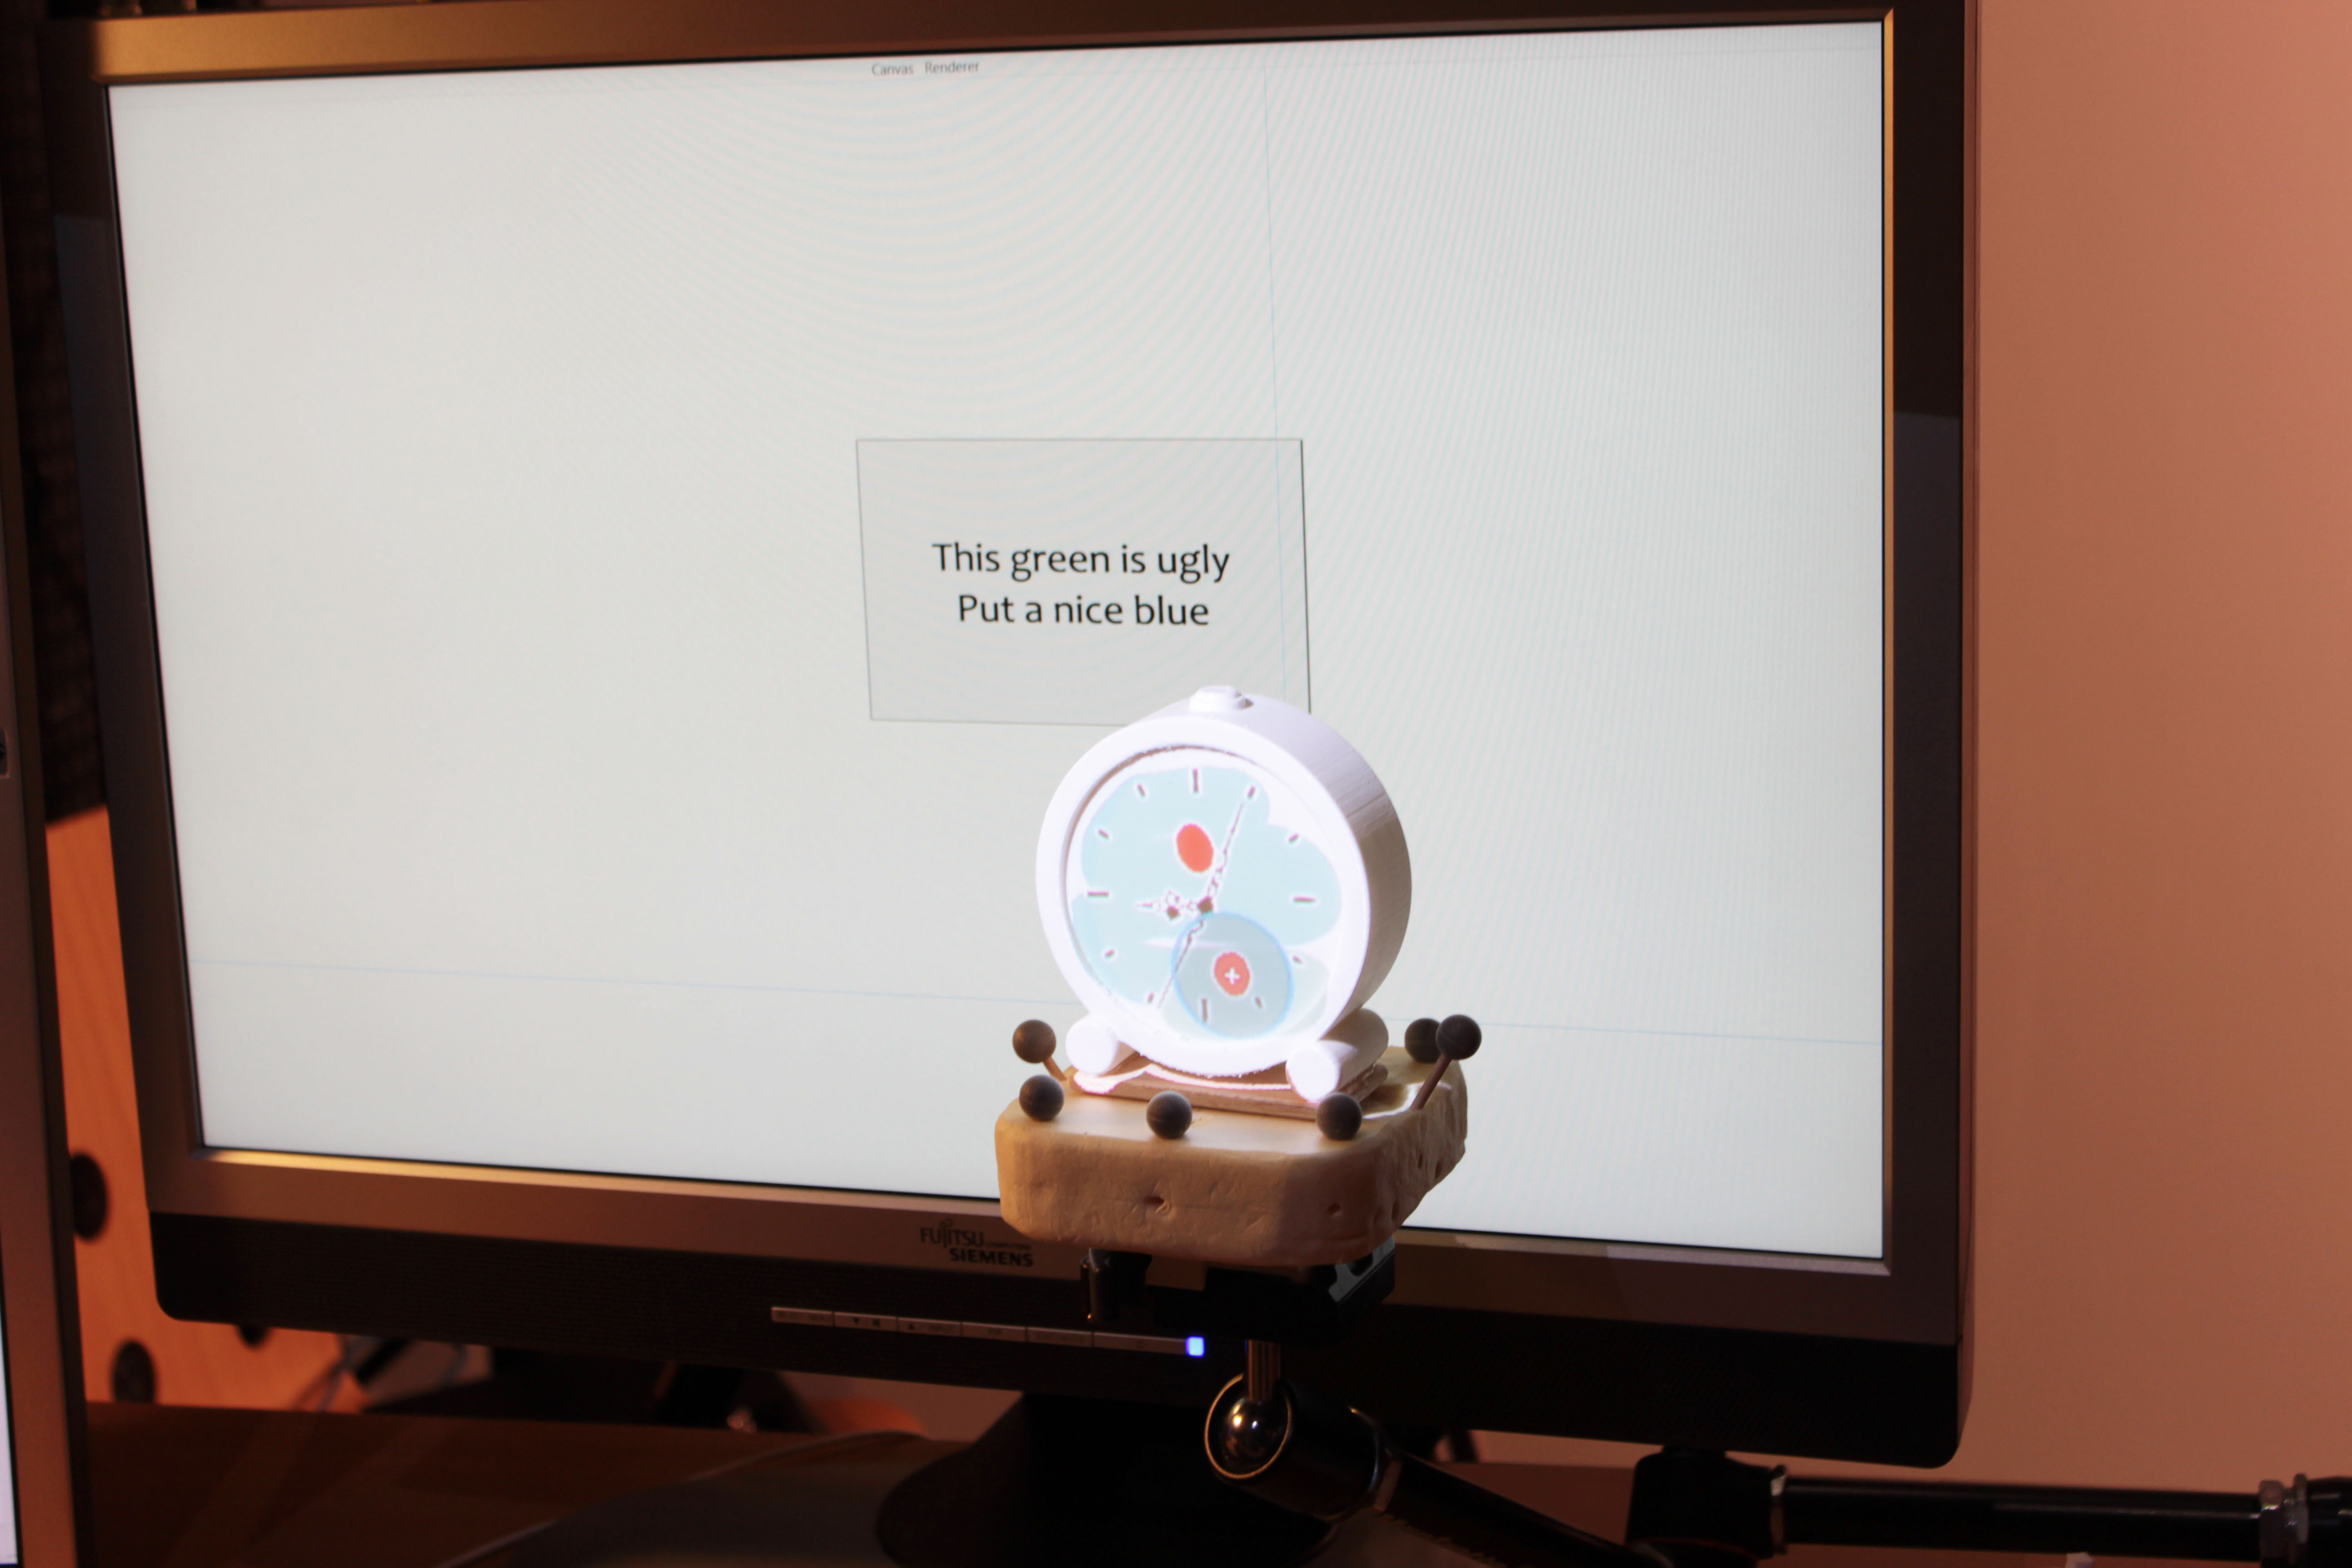 Canvas Renderer
This green is ugly
Put a nice blue
FUJITSU
SIEMENS